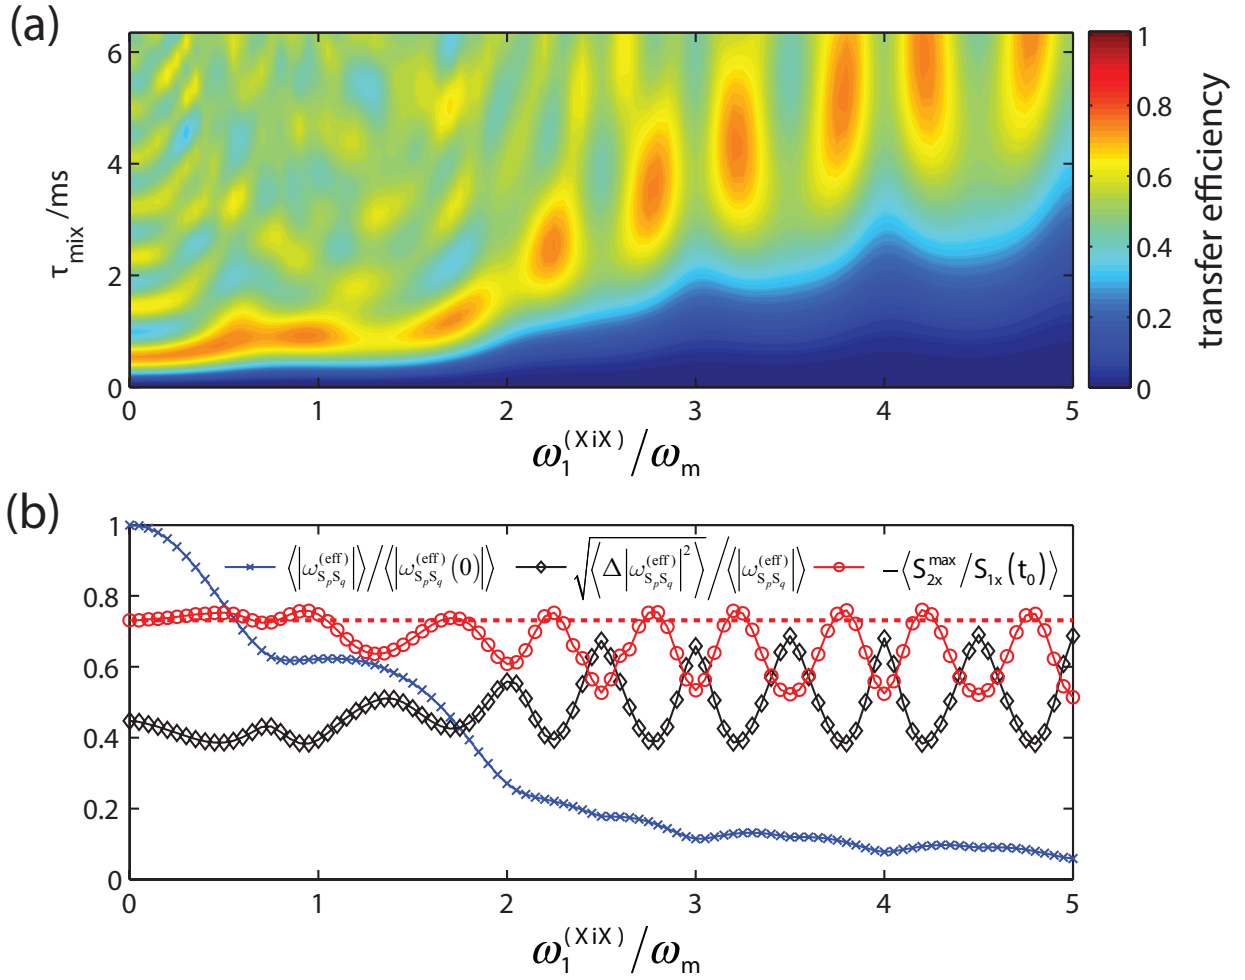 (a)
6
4
2
0
τmix /ms
0 1 2 3 4 5
ω1(XiX)/ωm
1
0.8
0.6
0.4
0.2
0
transfer efficiency
(b)
1
0.8
0.6
0.4
0.2
0
⟨|ωSpSq(eff)|⟩/⟨|ωSpSq(eff)(0)|⟩ √⟨Δ|ωSpSq(eff)|2⟩/⟨|ωSpSq(eff)|⟩ −⟨S2xmax/S1x(t0)⟩
0 1 2 3 4 5
ω1(XiX)/ωm